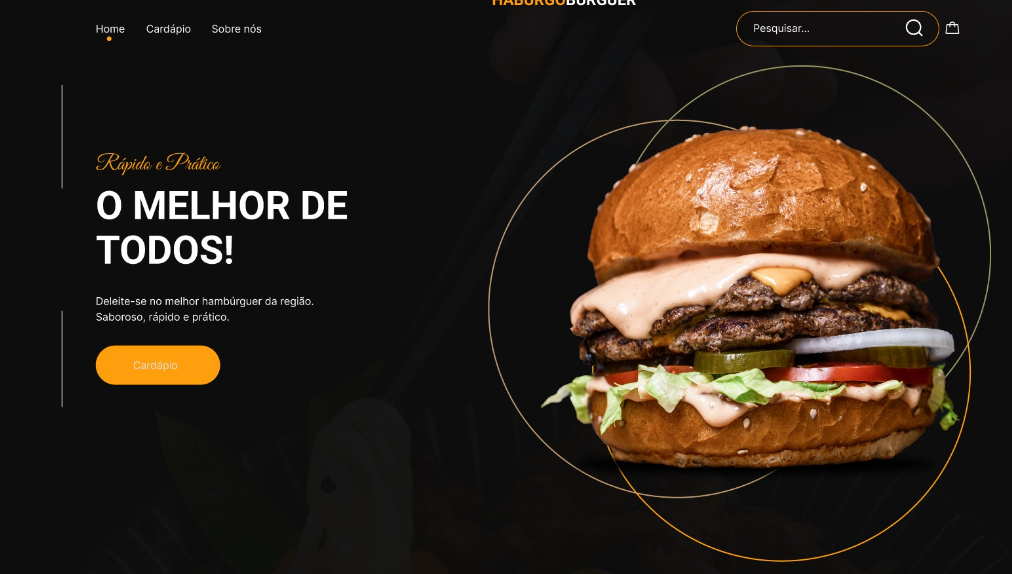 HABURGOBURGUER
Home Cardápio Sobre nós
Pesquisar...
Rápido e Prático
O MELHOR DE
TODOS!
Deleite-se no melhor hambúrguer da região.
Saboroso, rápido e prático.
Cardápio